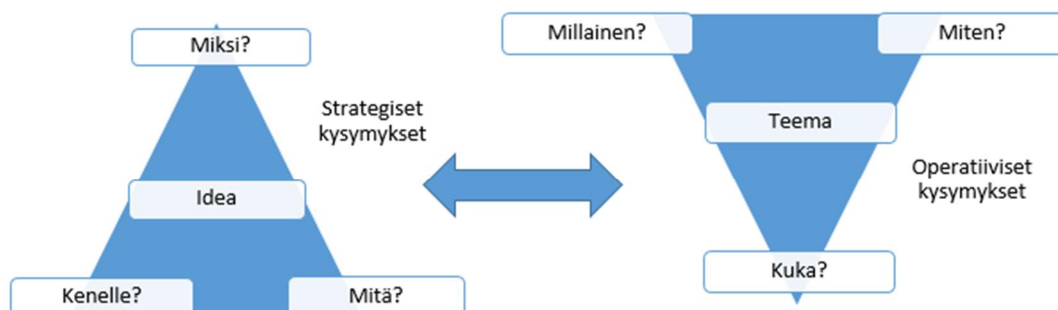 Miksi?
Strategiset
kysymykset
Idea
Kenelle?
Mitä?
Millainen?
Miten?
Teema
Operatiiviset
kysymykset
Kuka?